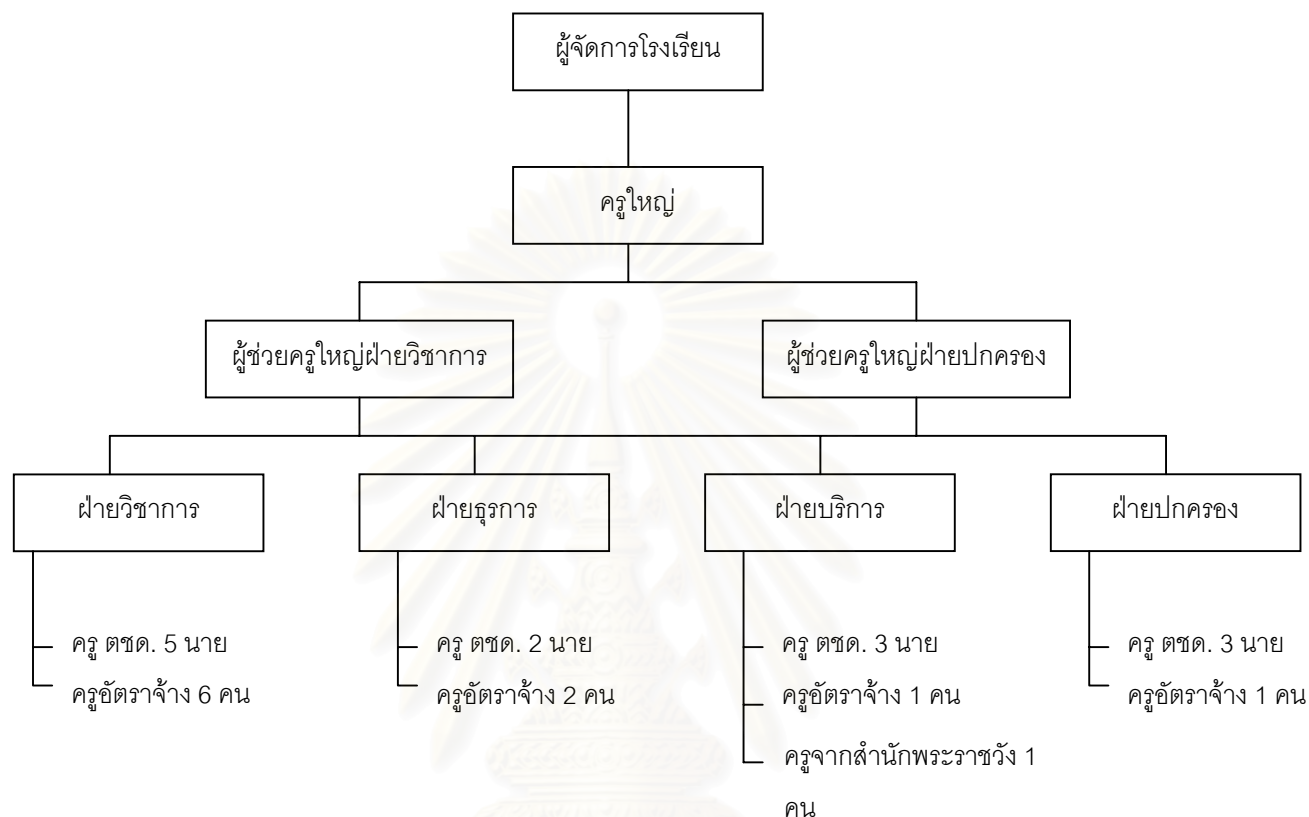 ผู้จัดการโรงเรียน
ครูใหญ่
ผู้ช่วยครูใหญ่ฝ่ายวิชาการ
ผู้ช่วยครูใหญ่ฝ่ายปกครอง
ฝ่ายวิชาการ
ฝ่ายธุรการ
ฝ่ายบริการ
ฝ่ายปกครอง
ครู ตชด. 5 นาย
ครูอัตราจ้าง 6 คน
ครู ตชด. 2 นาย
ครูอัตราจ้าง 2 คน
ครู ตชด. 3 นาย
ครูอัตราจ้าง 1 คน
ครูจากสำนักพระราชวัง 1
คน
ครู ตชด. 3 นาย
ครูอัตราจ้าง 1 คน